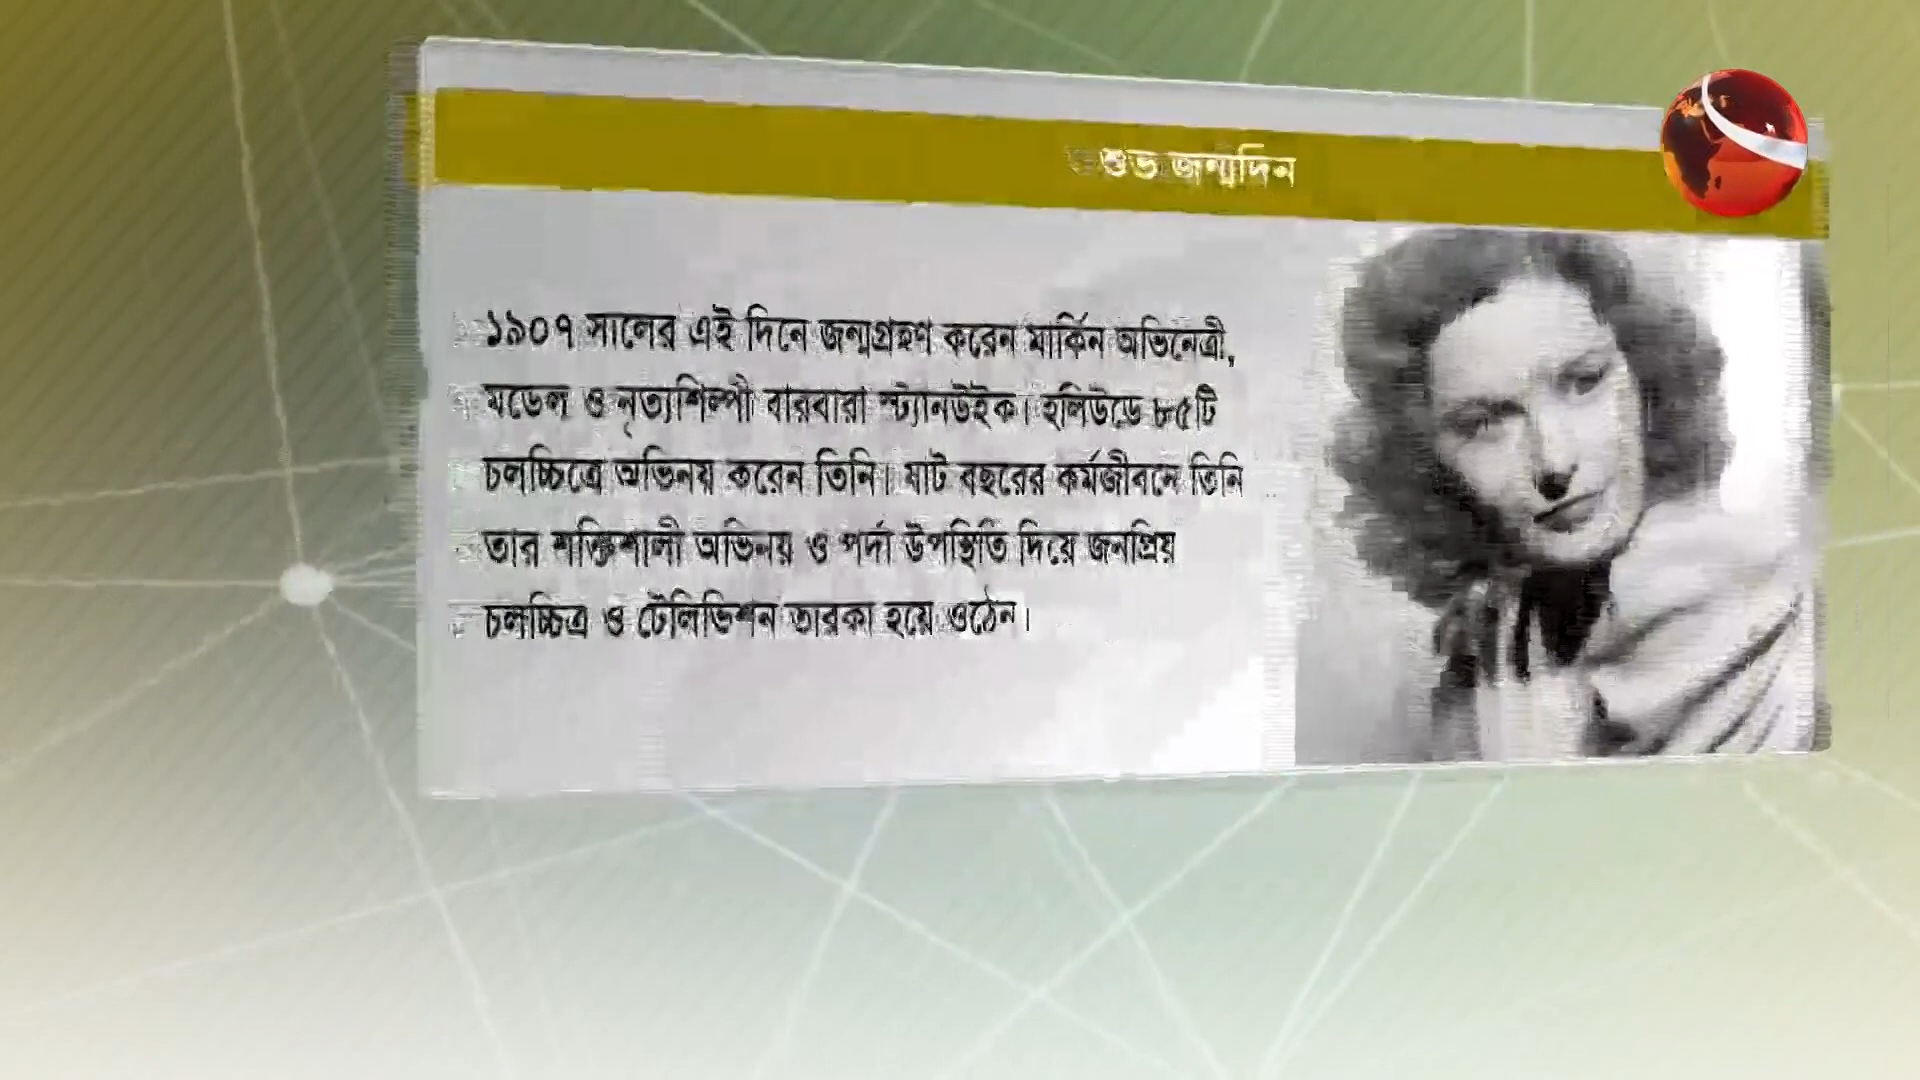 শুভ জন্মদিন
১৯০৭ সালের এই দিনে জন্মগ্রহণ করেন মার্কিন অভিনেত্রী,
মডেল ও নৃত্যশিল্পী বারবারা স্ট্যানউইক। হলিউডে ৮৫টি
চলচ্চিত্রে অভিনয় করেন তিনি। ষাট বছরের কর্মজীবনে তিনি
তার শক্তিশালী অভিনয় ও পর্দা উপস্থিতি দিয়ে জনপ্রিয়
চলচ্চিত্র ও টেলিভিশন তারকা হয়ে ওঠেন।